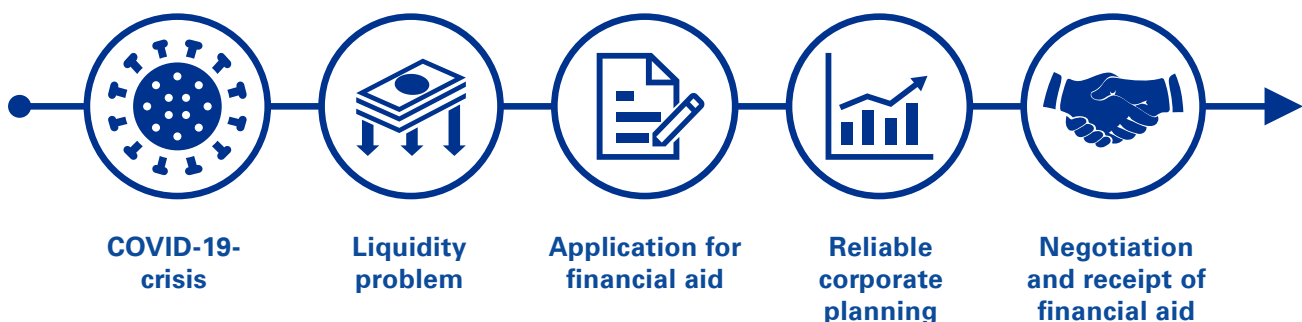 COVID-19-
crisis
Liquidity
problem
Application for
financial aid
Reliable
corporate
planning
Negotiation
and receipt of
financial aid